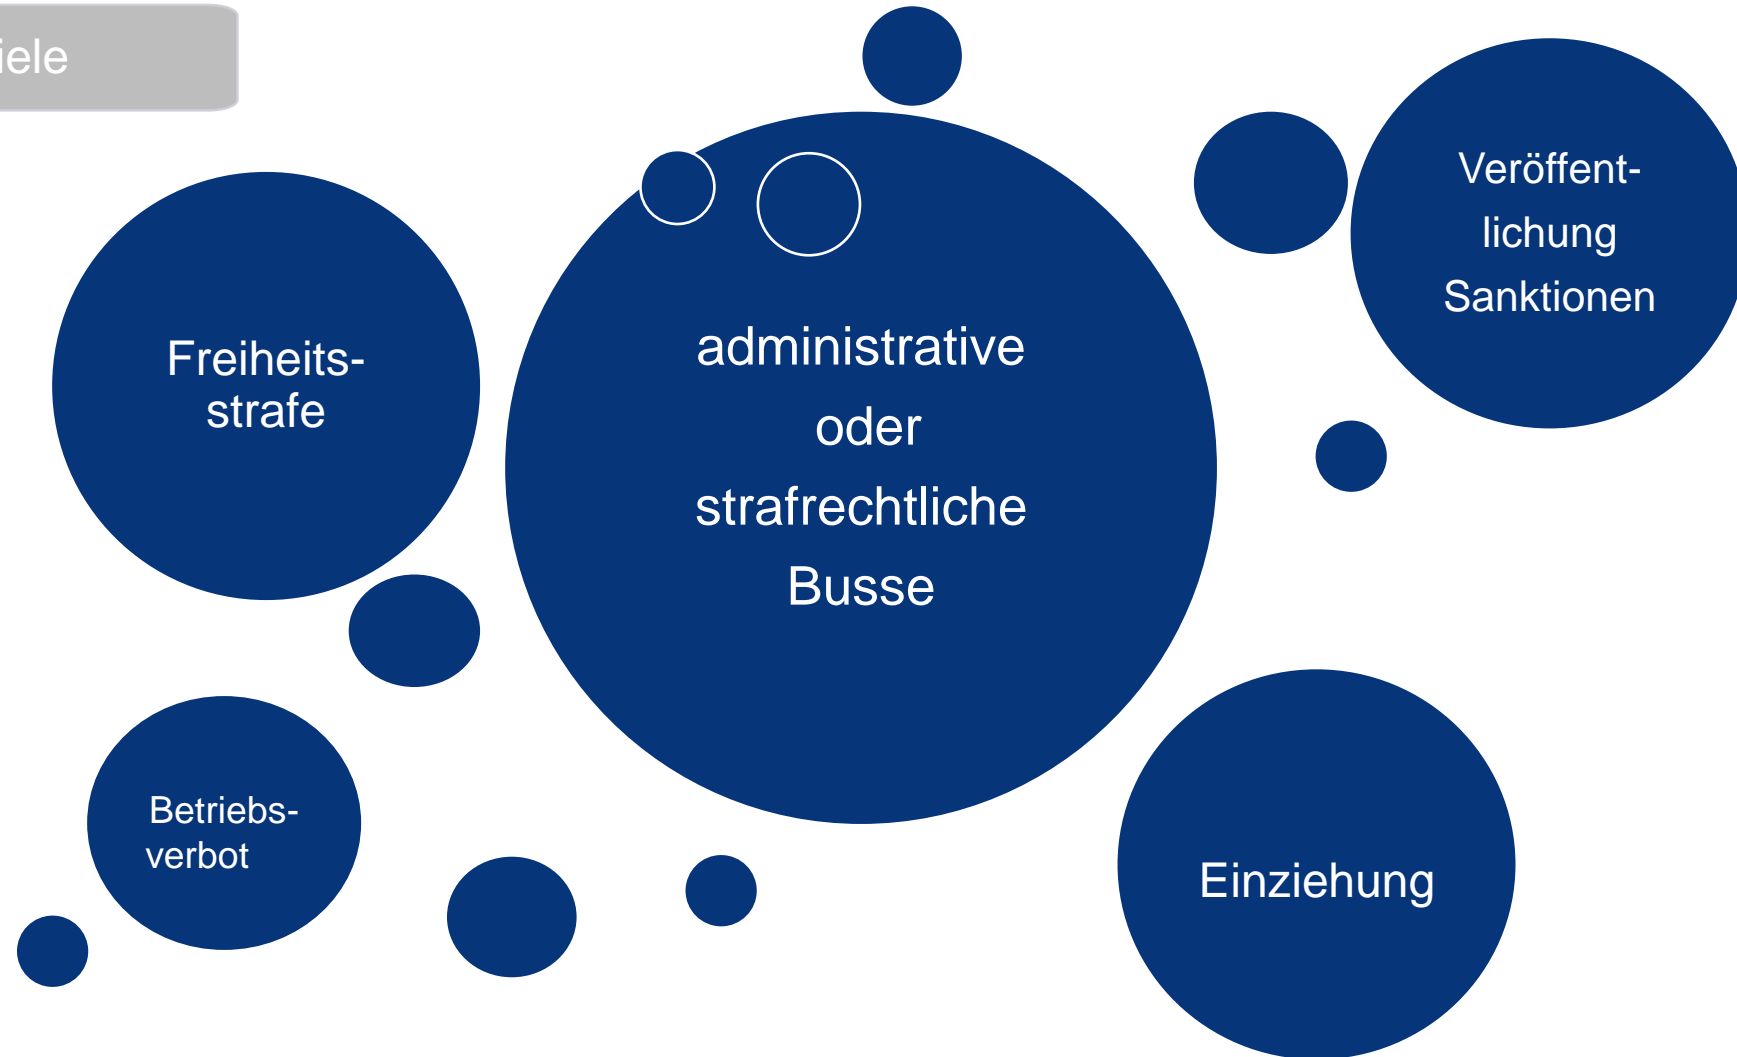 iele
Freiheits-
strafe
administrative
oder
strafrechtliche
Busse
Veröffent-
lichung
Sanktionen
Betriebs-
verbot
Einziehung